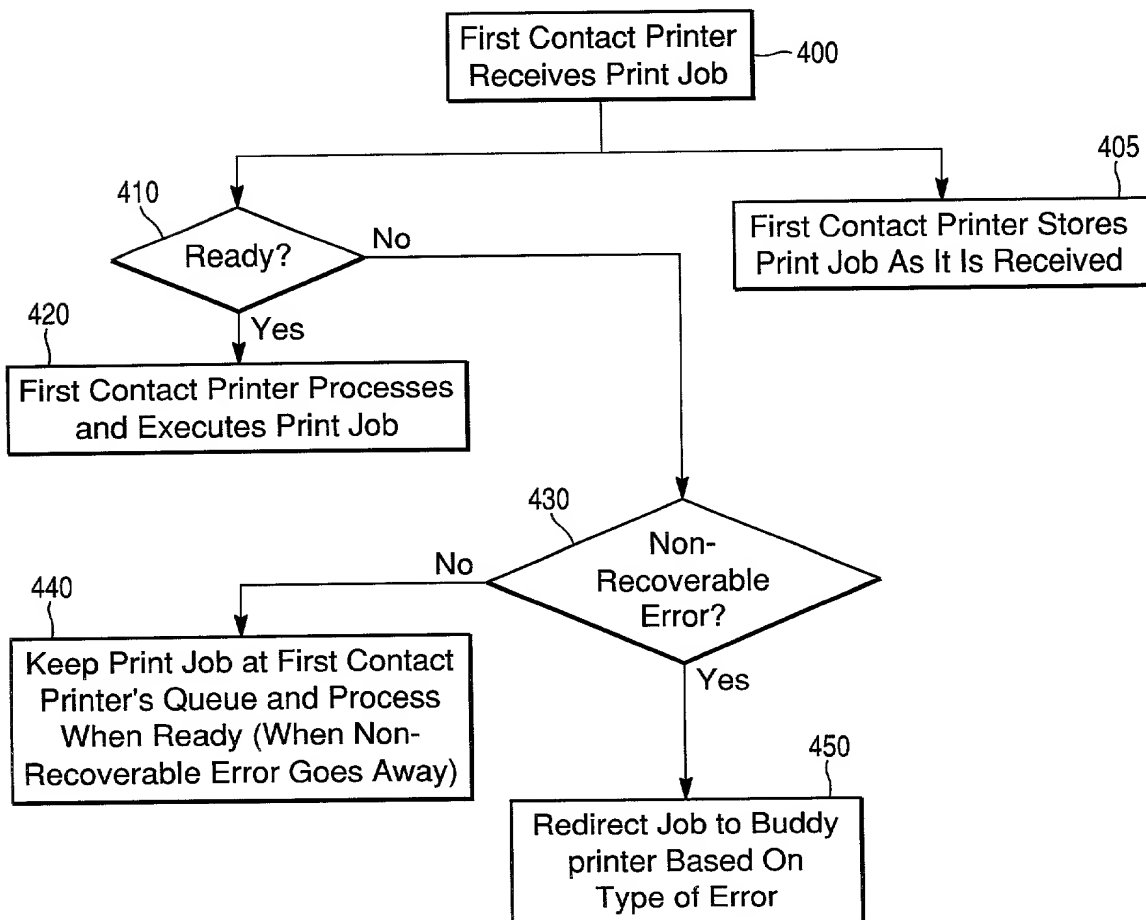 First Contact Printer
Receives Print Job
400
405
First Contact Printer Stores
Print Job As It Is Received
410
Ready?
No
Yes
420
First Contact Printer Processes
and Executes Print Job
430
Non-
Recoverable
Error?
No
Yes
440
Keep Print Job at First Contact
Printer's Queue and Process
When Ready (When Non-
Recoverable Error Goes Away)
450
Redirect Job to Buddy
printer Based On
Type of Error